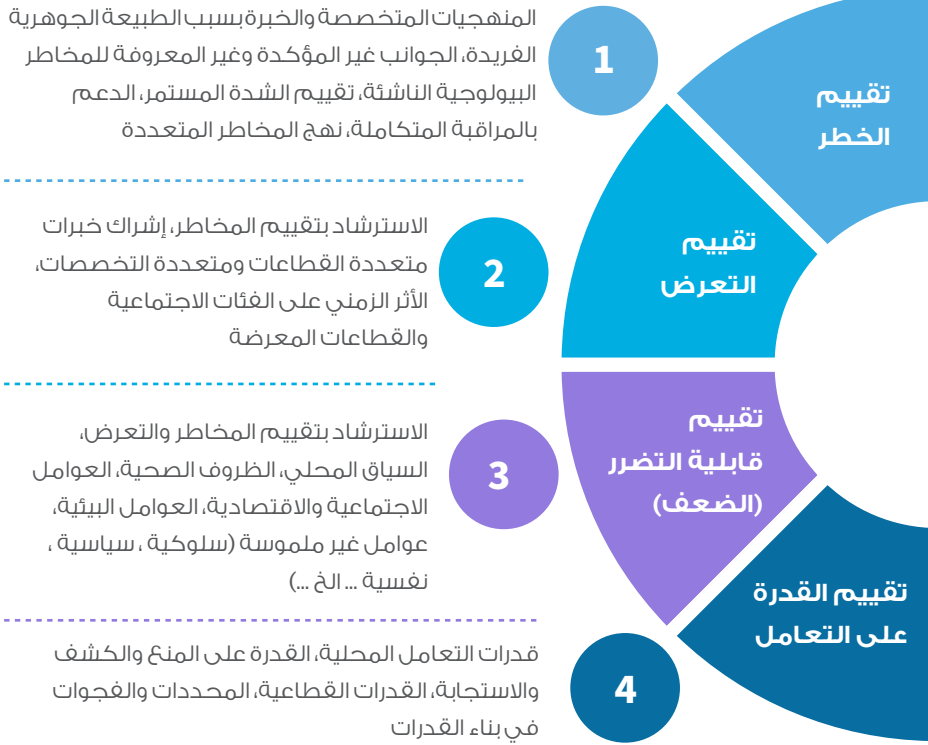 تقييم
الخطر
1
المنهجيات المتخصصة والخبرة بسبب الطبيعة الجوهرية
الفريدة، الجوانب غير المؤكدة وغير المعروفة للمخاطر
البيولوجية الناشئة، تقييم الشدة المستمر، الدعم
بالمراقبة المتكاملة، نهج المخاطر المتعددة
تقييم
التعرض
2
الاسترشاد بتقييم المخاطر، إشراك خبرات
متعددة القطاعات ومتعددة التخصصات،
الأثر الزمني على الفئات الاجتماعية
والقطاعات المعرضة
تقييم
قابلية التضرر
(الضعف)
3
الاسترشاد بتقييم المخاطر والتعرض،
السياق المحلي، الظروف الصحية، العوامل
الاجتماعية والاقتصادية، العوامل البيئية،
عوامل غير ملموسة (سلوكية ، سياسية ،
نفسية ... الخ ...)
تقييم القدرة
على التعامل
4
قدرات التعامل المحلية، القدرة على المنع والكشف
والاستجابة، القدرات القطاعية، المحددات والفجوات
في بناء القدرات